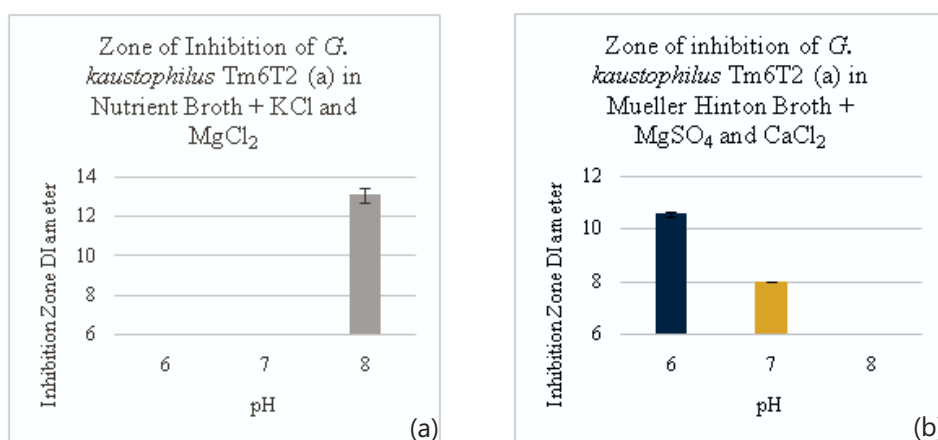 Zone of Inhibition of G.
kaustophilus Tm6T2 (a) in
Nutrient Broth + KCl and
MgCl2
Inhibition Zone DIameter
14
12
10
8
6
6 7 8
pH
(a)
Zone of inhibition of G.
kaustophilus Tm6T2 (a) in
Mueller Hinton Broth +
MgSO4 and CaCl2
Inhibition Zone DIameter
12
10
8
6
6 7 8
pH
(b)